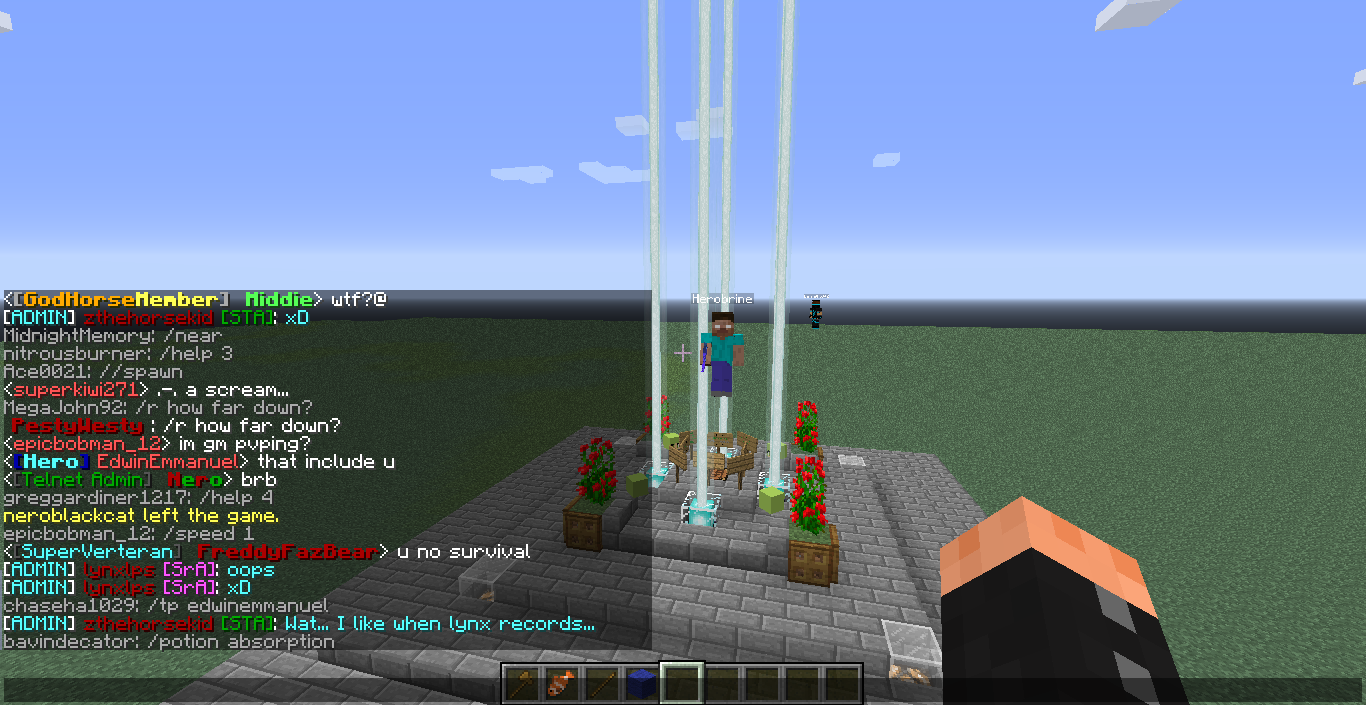 Herobrine
<[GodHorseMember] Middie> wtf?@
[ADMIN] zthehorsekid [STA]: xD
MidnightMemory: /near
nitrousburner: /help 3
Ace0021: //spawn
<superkiwi271> .-. a scream...
MegaJohn92: /r how far down?
PestyWesty : /r how far down?
<epicbobman_12> im gm pvping?
<[Hero] EdwinEmmanuel> that include u
<[Telnet Admin] Nero> brb
greggardiner1217: /help 4
neroblackcat left the game.
epicbobman_12: /speed 1
<[SuperVerteran] FreddyFazBear> u no survival
[ADMIN] lynxlps [SrA]: oops
[ADMIN] lynxlps [SrA]: xD
chaseha1029: /tp edwinemmanuel
[ADMIN] zthehorsekid [STA]: Wat... I like when lynx records...
bavindecator: /potion absorption